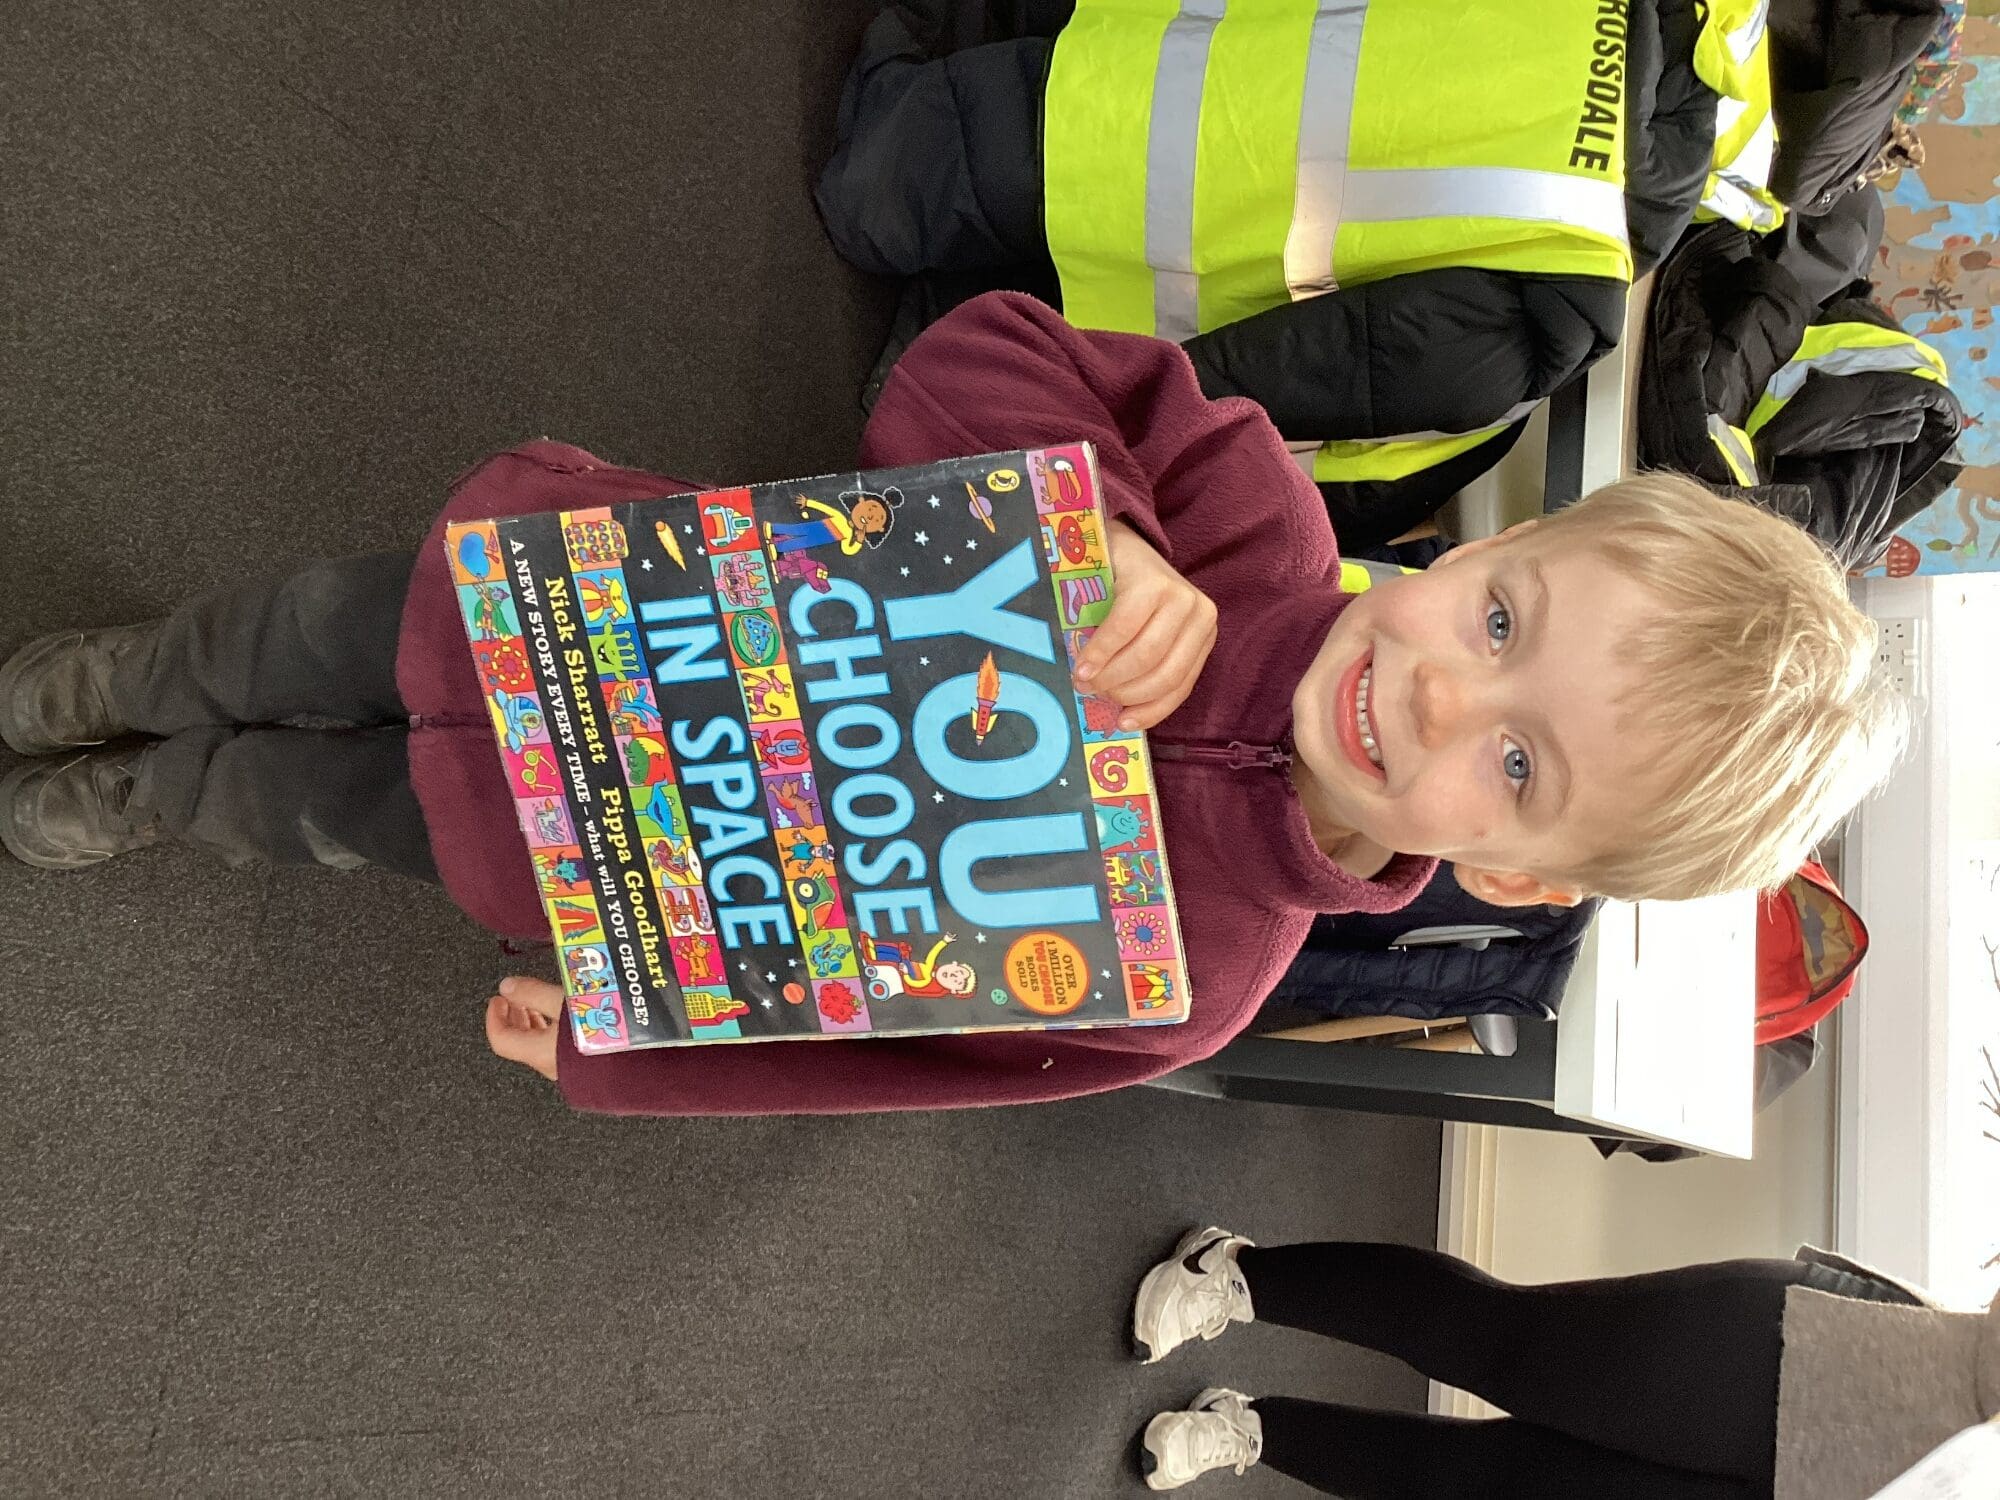 YOU
CHOOSE
IN SPACE
OVER
1 MILLION
YOU CHOOSE
BOOKS
SOLD
Nick Sharratt Pippa Goodhart
A NEW STORY EVERY TIME – what will YOU CHOOSE?
ROSSDALE